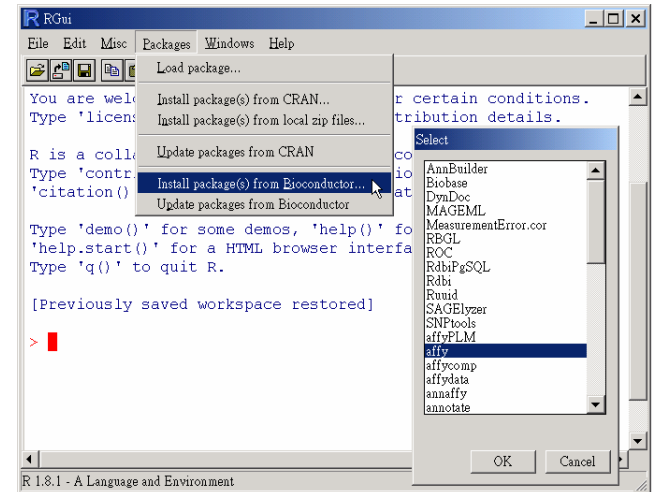 RGui
File Edit Misc Packages Windows Help
Load package...
Install package(s) from CRAN...
Install package(s) from local zip files...
Update packages from CRAN
Install package(s) from Bioconductor...
Update packages from Bioconductor
You are welc r certain conditions.
Type 'licens tribution details.
R is a colla co
Type 'contr io
'citation() at
Type 'demo()' for some demos, 'help()' fo
'help.start()' for a HTML browser interfa
Type 'q()' to quit R.
[Previously saved workspace restored]
>
Select
AnnBuilder
Biobase
DynDoc
MAGEML
MeasurementError.cor
RBGL
ROC
RdbiPgSQL
Rdbi
Ruuid
SAGElyzer
SNPtools
affyPLM
affy
affycomp
affydata
annaffy
annotate
OK Cancel
R 1.8.1 - A Language and Environment